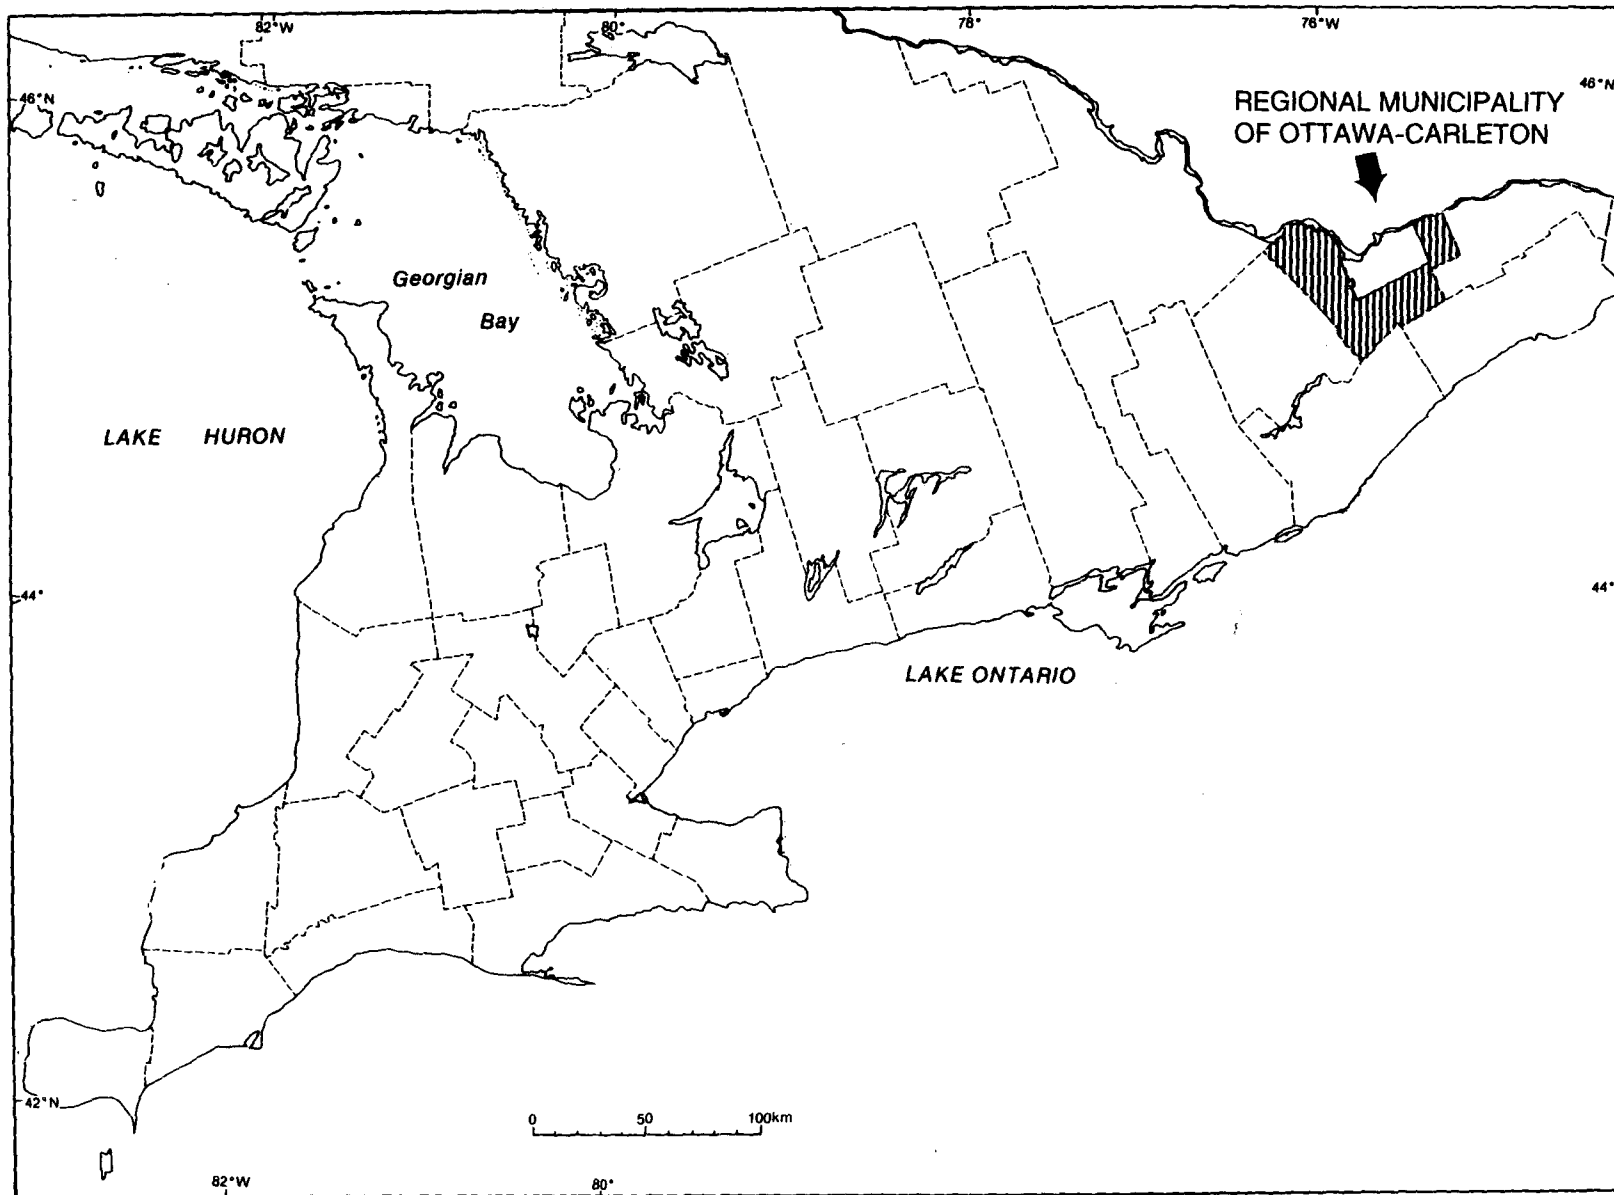 82°W
80°
78°
76°W
46°N
46°N
REGIONAL MUNICIPALITY
OF OTTAWA-CARLETON
Georgian
Bay
LAKE HURON
44°
44°
LAKE ONTARIO
42°N
0 50 100km
82°W
80°